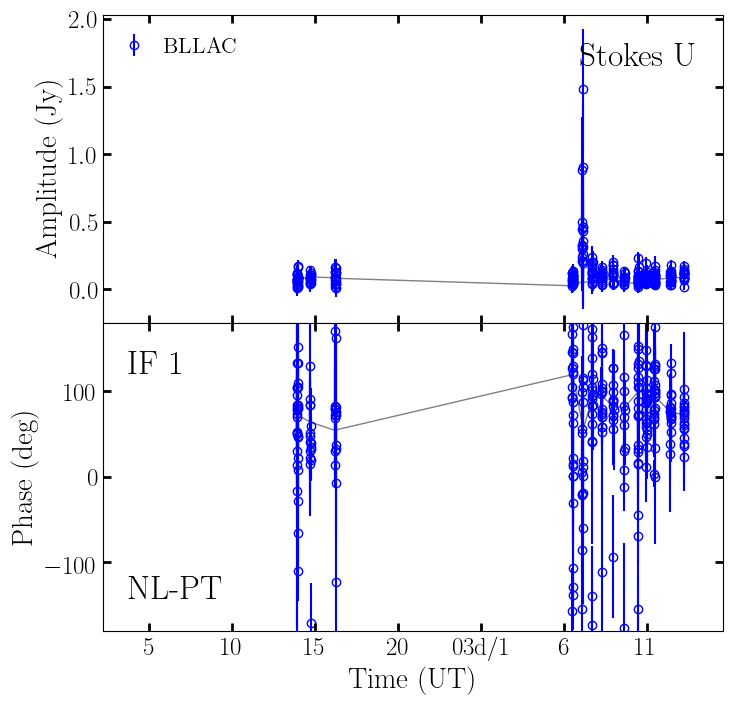 2.0
BLLAC
Stokes U
1.5
1.0
0.5
0.0
Amplitude (Jy)
IF 1
100
0
−100
Phase (deg)
NL-PT
5 10 15 20 03d/1 6 11
Time (UT)